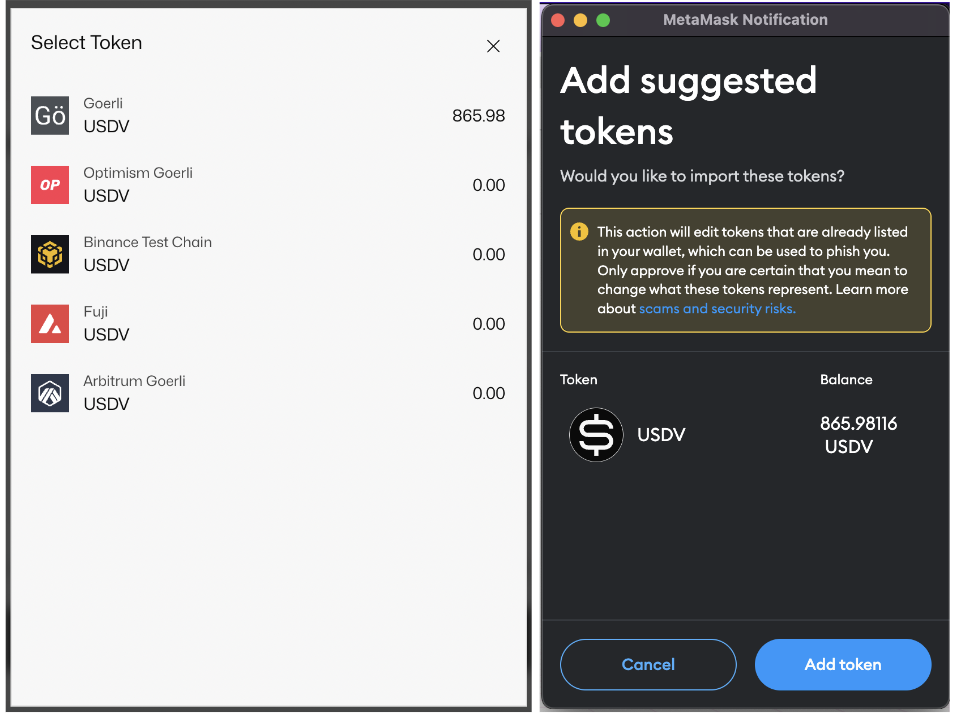 Select Token
Gö
Goerli
USDV
865.98
OP
Optimism Goerli
USDV
0.00
Binance Test Chain
USDV
0.00
Fuji
USDV
0.00
Arbitrum Goerli
USDV
0.00
MetaMask Notification
Add suggested
tokens
Would you like to import these tokens?
This action will edit tokens that are already listed
in your wallet, which can be used to phish you.
Only approve if you are certain that you mean to
change what these tokens represent. Learn more
about scams and security risks.
Token
Balance
USDV
865.98116
USDV
Cancel
Add token